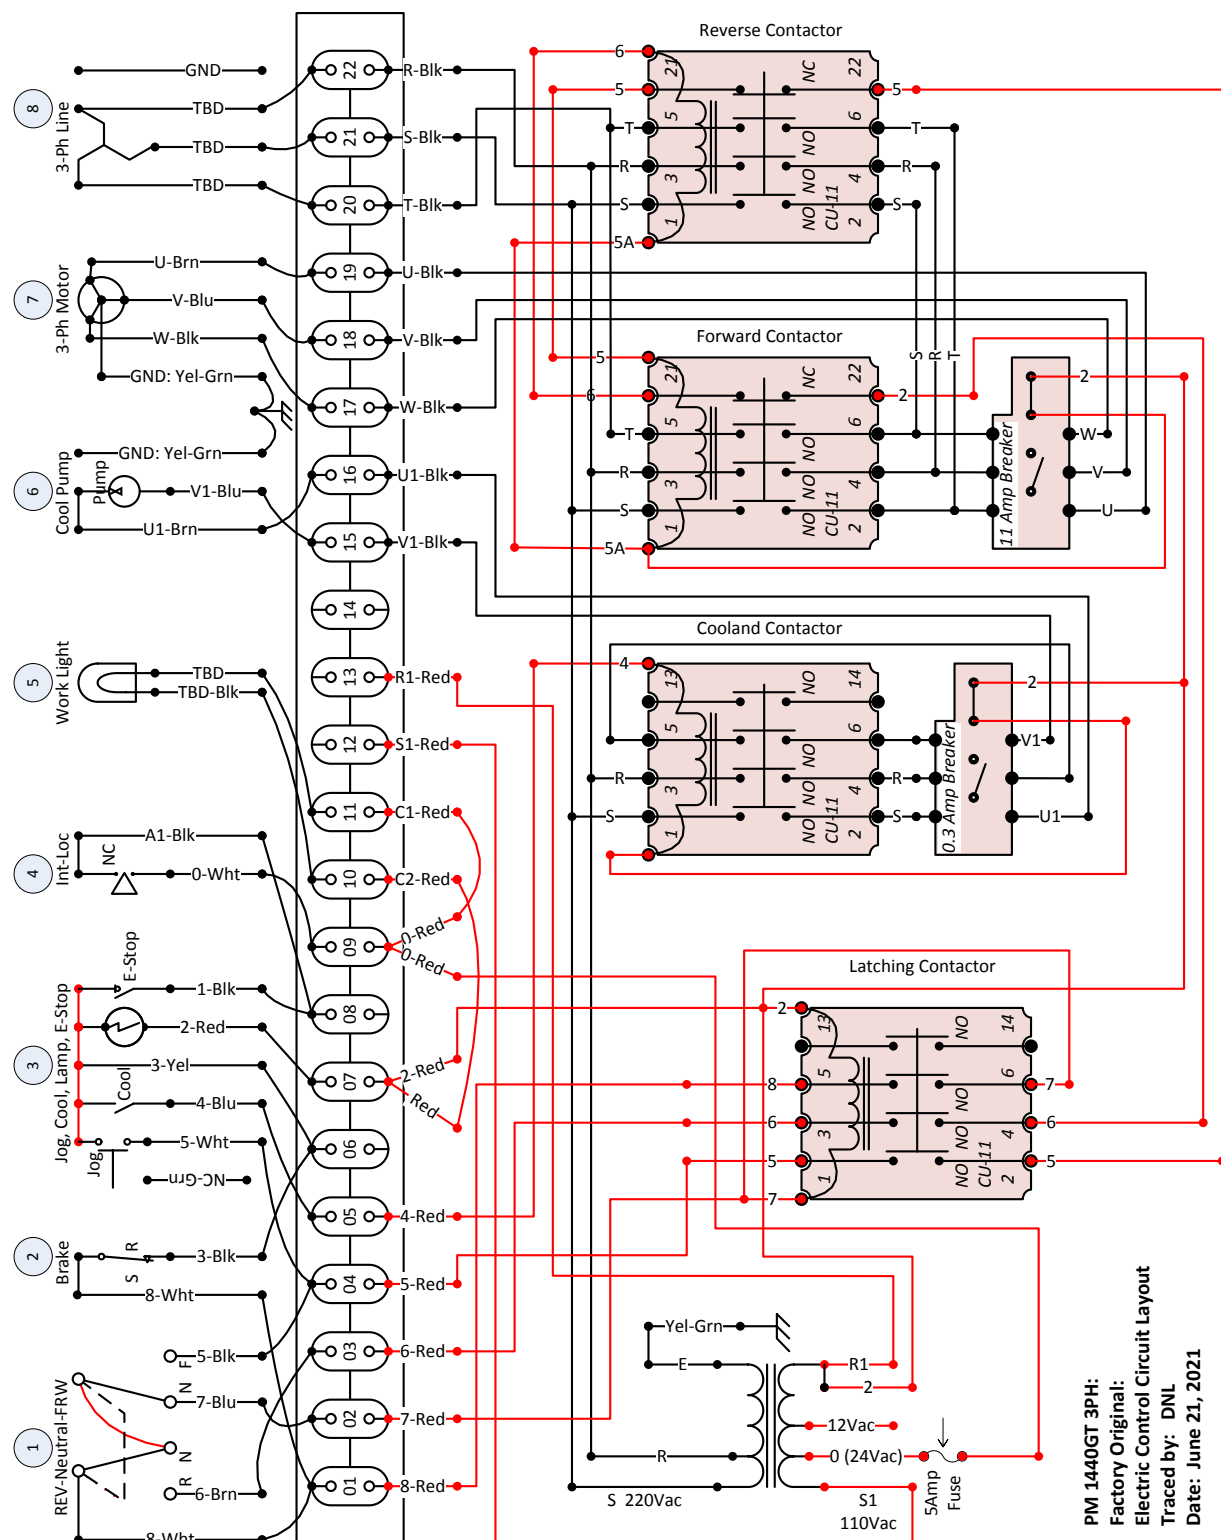 Reverse Contactor
8
3-Ph Line
GND
TBD
TBD
TBD
22
21
20
R-Blk
S-Blk
T-Blk
6
5
T
R
S
5A
21
5
3
1
NC
NO
NO
NO
CU-11
22
6
4
2
5
T
R
S
7
3-Ph Motor
U-Brn
V-Blu
W-Blk
GND: Yel-Grn
19
18
17
U-Blk
V-Blk
W-Blk
Forward Contactor
5
6
T
R
S
5A
21
5
3
1
NC
NO
NO
NO
CU-11
22
6
4
2
2
S
R
T
11 Amp Breaker
2
W
V
U
6
Cool Pump
GND: Yel-Grn
Pump
V1-Blu
U1-Brn
16
15
14
U1-Blk
V1-Blk
Cooland Contactor
4
R
S
13
5
3
1
NO
NO
NO
NO
CU-11
14
6
4
2
R
S
0.3 Amp Breaker
2
V1
U1
5
Work Light
TBD
TBD-Blk
13
12
11
10
R1-Red
S1-Red
C1-Red
C2-Red
4
Int-Loc
A1-Blk
NC
0-Wht
09
0-Red
0-Red
3
Jog, Cool, Lamp, E-Stop
E-Stop
1-Blk
2-Red
3-Yel
Cool
4-Blu
5-Wht
Jog
NC-Grn
08
07
06
05
2-Red
Red
4-Red
Latching Contactor
2
8
6
5
7
13
5
3
1
NO
NO
NO
NO
CU-11
14
6
4
2
7
6
5
2
Brake
R
S
3-Blk
8-Wht
04
5-Red
1
REV-Neutral-FRW
F
N
N
R
5-Blk
7-Blu
6-Brn
8-Wht
03
02
01
6-Red
7-Red
8-Red
Yel-Grn
E
R
S 220Vac
R1
2
12Vac
0 (24Vac)
S1
110Vac
5Amp
Fuse
PM 1440GT 3PH:
Factory Original:
Electric Control Circuit Layout
Traced by: DNL
Date: June 21, 2021